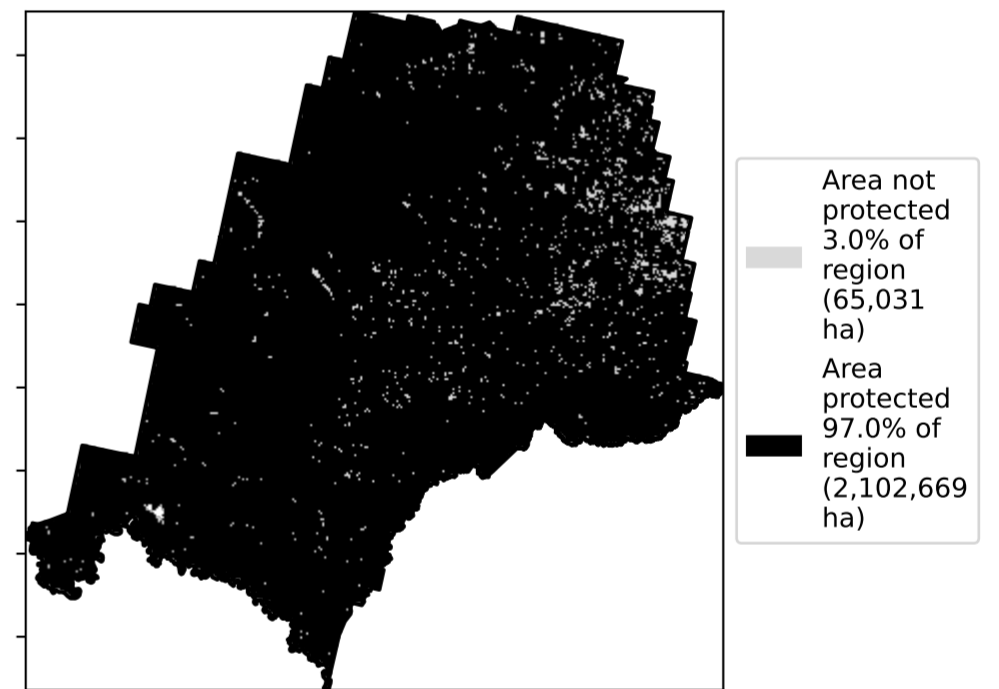 Area not
protected
3.0% of
region
(65,031
ha)
Area
protected
97.0% of
region
(2,102,669
ha)